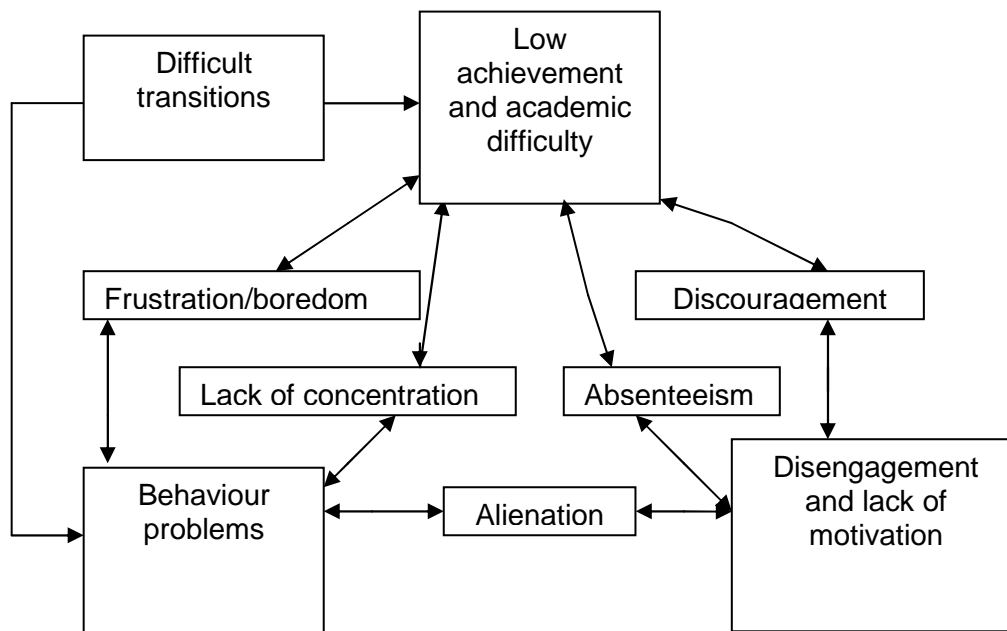 Difficult
transitions
Low
achievement
and academic
difficulty
Frustration/boredom
Discouragement
Lack of concentration
Absenteeism
Behaviour
problems
Alienation
Disengagement
and lack of
motivation